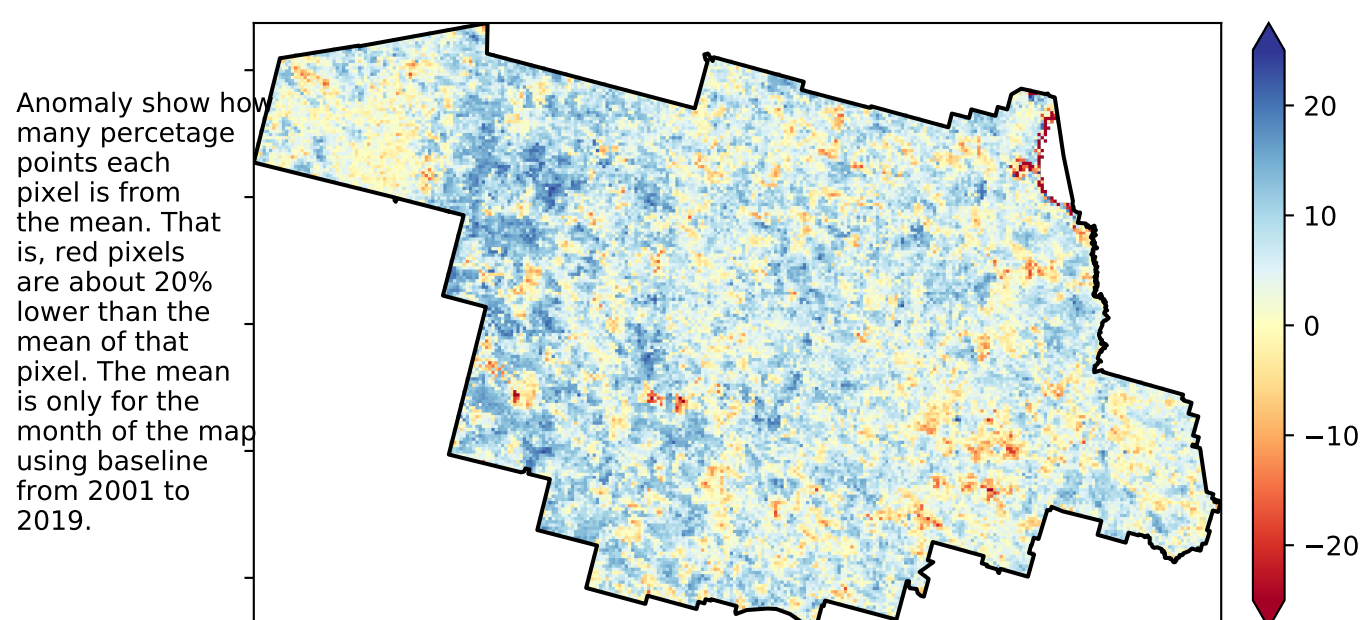 Anomaly show how
many percetage
points each
pixel is from
the mean. That
is, red pixels
are about 20%
lower than the
mean of that
pixel. The mean
is only for the
month of the map
using baseline
from 2001 to
2019.
20
10
0
−10
−20